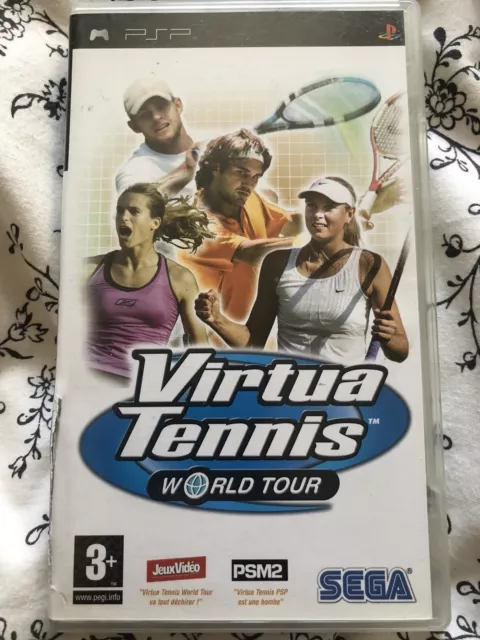 PSP
Virtua
Tennis™
WORLD TOUR
3+
www.pegi.info
JeuxVidéo
"Virtua Tennis World Tour
va tout déchirer !"
PSM2
"Virtua Tennis PSP
est une bombe"
SEGA®